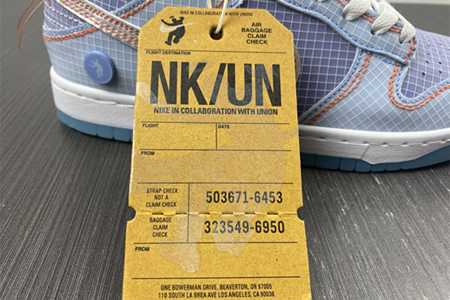 NIKE IN COLLABORATION WITH UNION
AIR
BAGGAGE
CLAIM
CHECK
FLIGHT DESTINATION
NK/UN
NIKE IN COLLABORATION WITH UNION
FLIGHT
DATE
FROM
STRAP CHECK
NOT A
CLAIM CHECK
503671-6453
BAGGAGE
CLAIM
CHECK
323549-6950
FROM
ONE BOWERMAN DRIVE, BEAVERTON, OR 97005
110 SOUTH LA BREA AVE LOS ANGELES, CA 90036